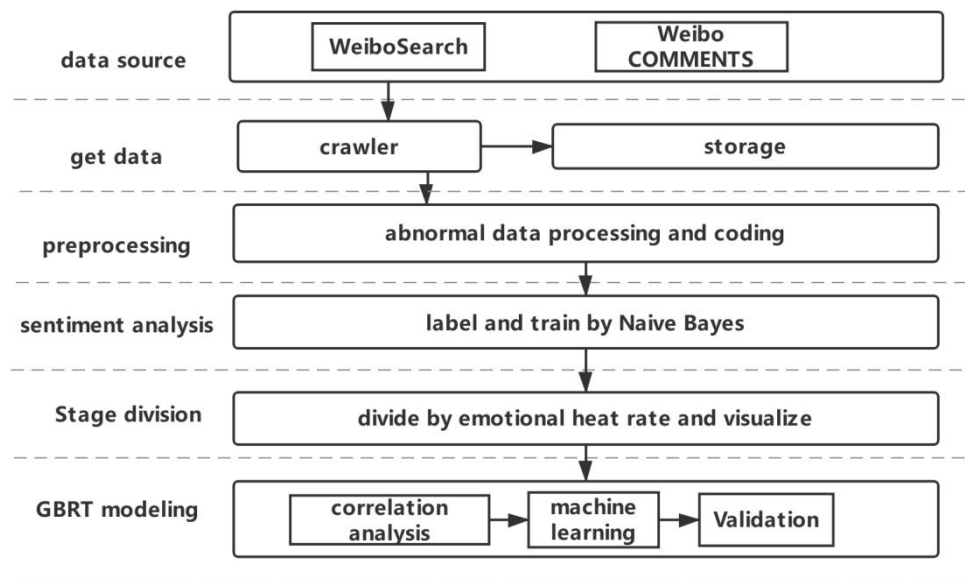 data source
WeiboSearch
Weibo
COMMENTS
get data
crawler
storage
preprocessing
abnormal data processing and coding
sentiment analysis
label and train by Naive Bayes
Stage division
divide by emotional heat rate and visualize
GBRT modeling
correlation
analysis
machine
learning
Validation